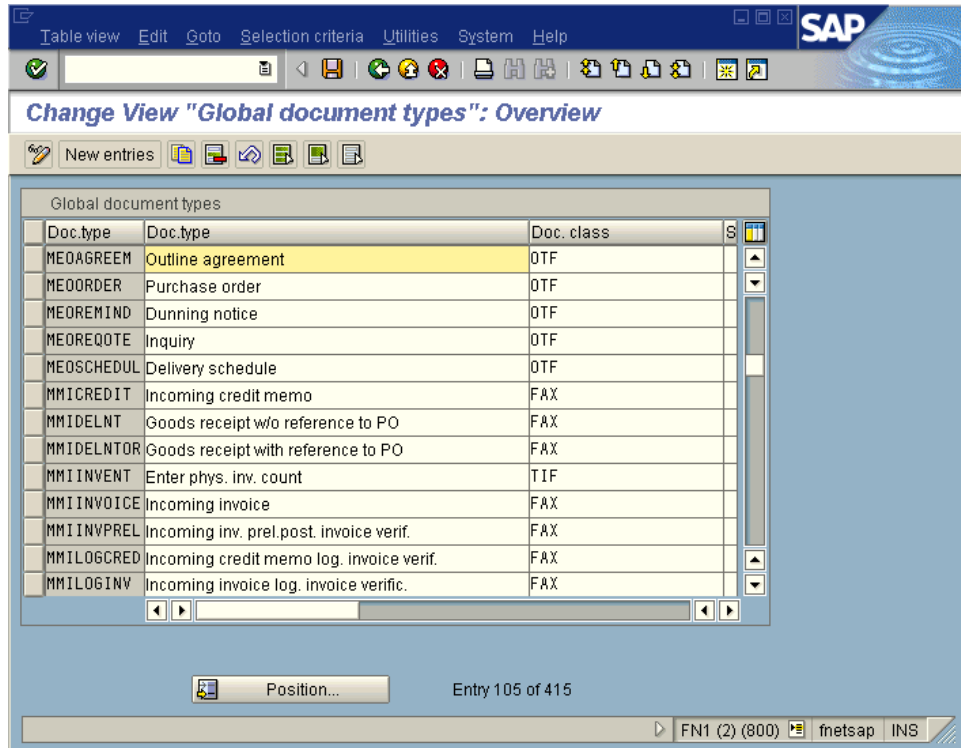 Table view Edit Goto Selection criteria Utilities System Help
SAP
Change View "Global document types": Overview
New entries
Global document types
Doc.type Doc.type Doc. class S
MEOAGREEM Outline agreement OTF
MEOORDER Purchase order OTF
MEOREMIND Dunning notice OTF
MEOREQOTE Inquiry OTF
MEOSCHEDUL Delivery schedule OTF
MMICREDIT Incoming credit memo FAX
MMIDELNT Goods receipt w/o reference to PO FAX
MMIDELNTOR Goods receipt with reference to PO FAX
MMIINVENT Enter phys. inv. count TIF
MMIINVOICE Incoming invoice FAX
MMIINVPREL Incoming inv. prel.post. invoice verif. FAX
MMILOGCRED Incoming credit memo log. invoice verif. FAX
MMILOGINV Incoming invoice log. invoice verific. FAX
Position... Entry 105 of 415
FN1 (2) (800) fnetsap INS